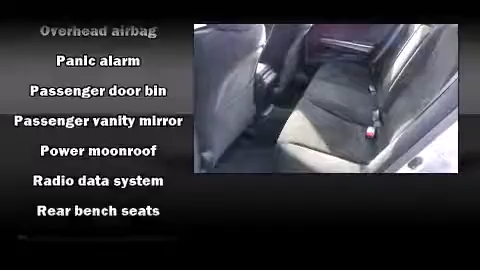 Overhead airbag
Panic alarm
Passenger door bin
Passenger vanity mirror
Power moonroof
Radio data system
Rear bench seats